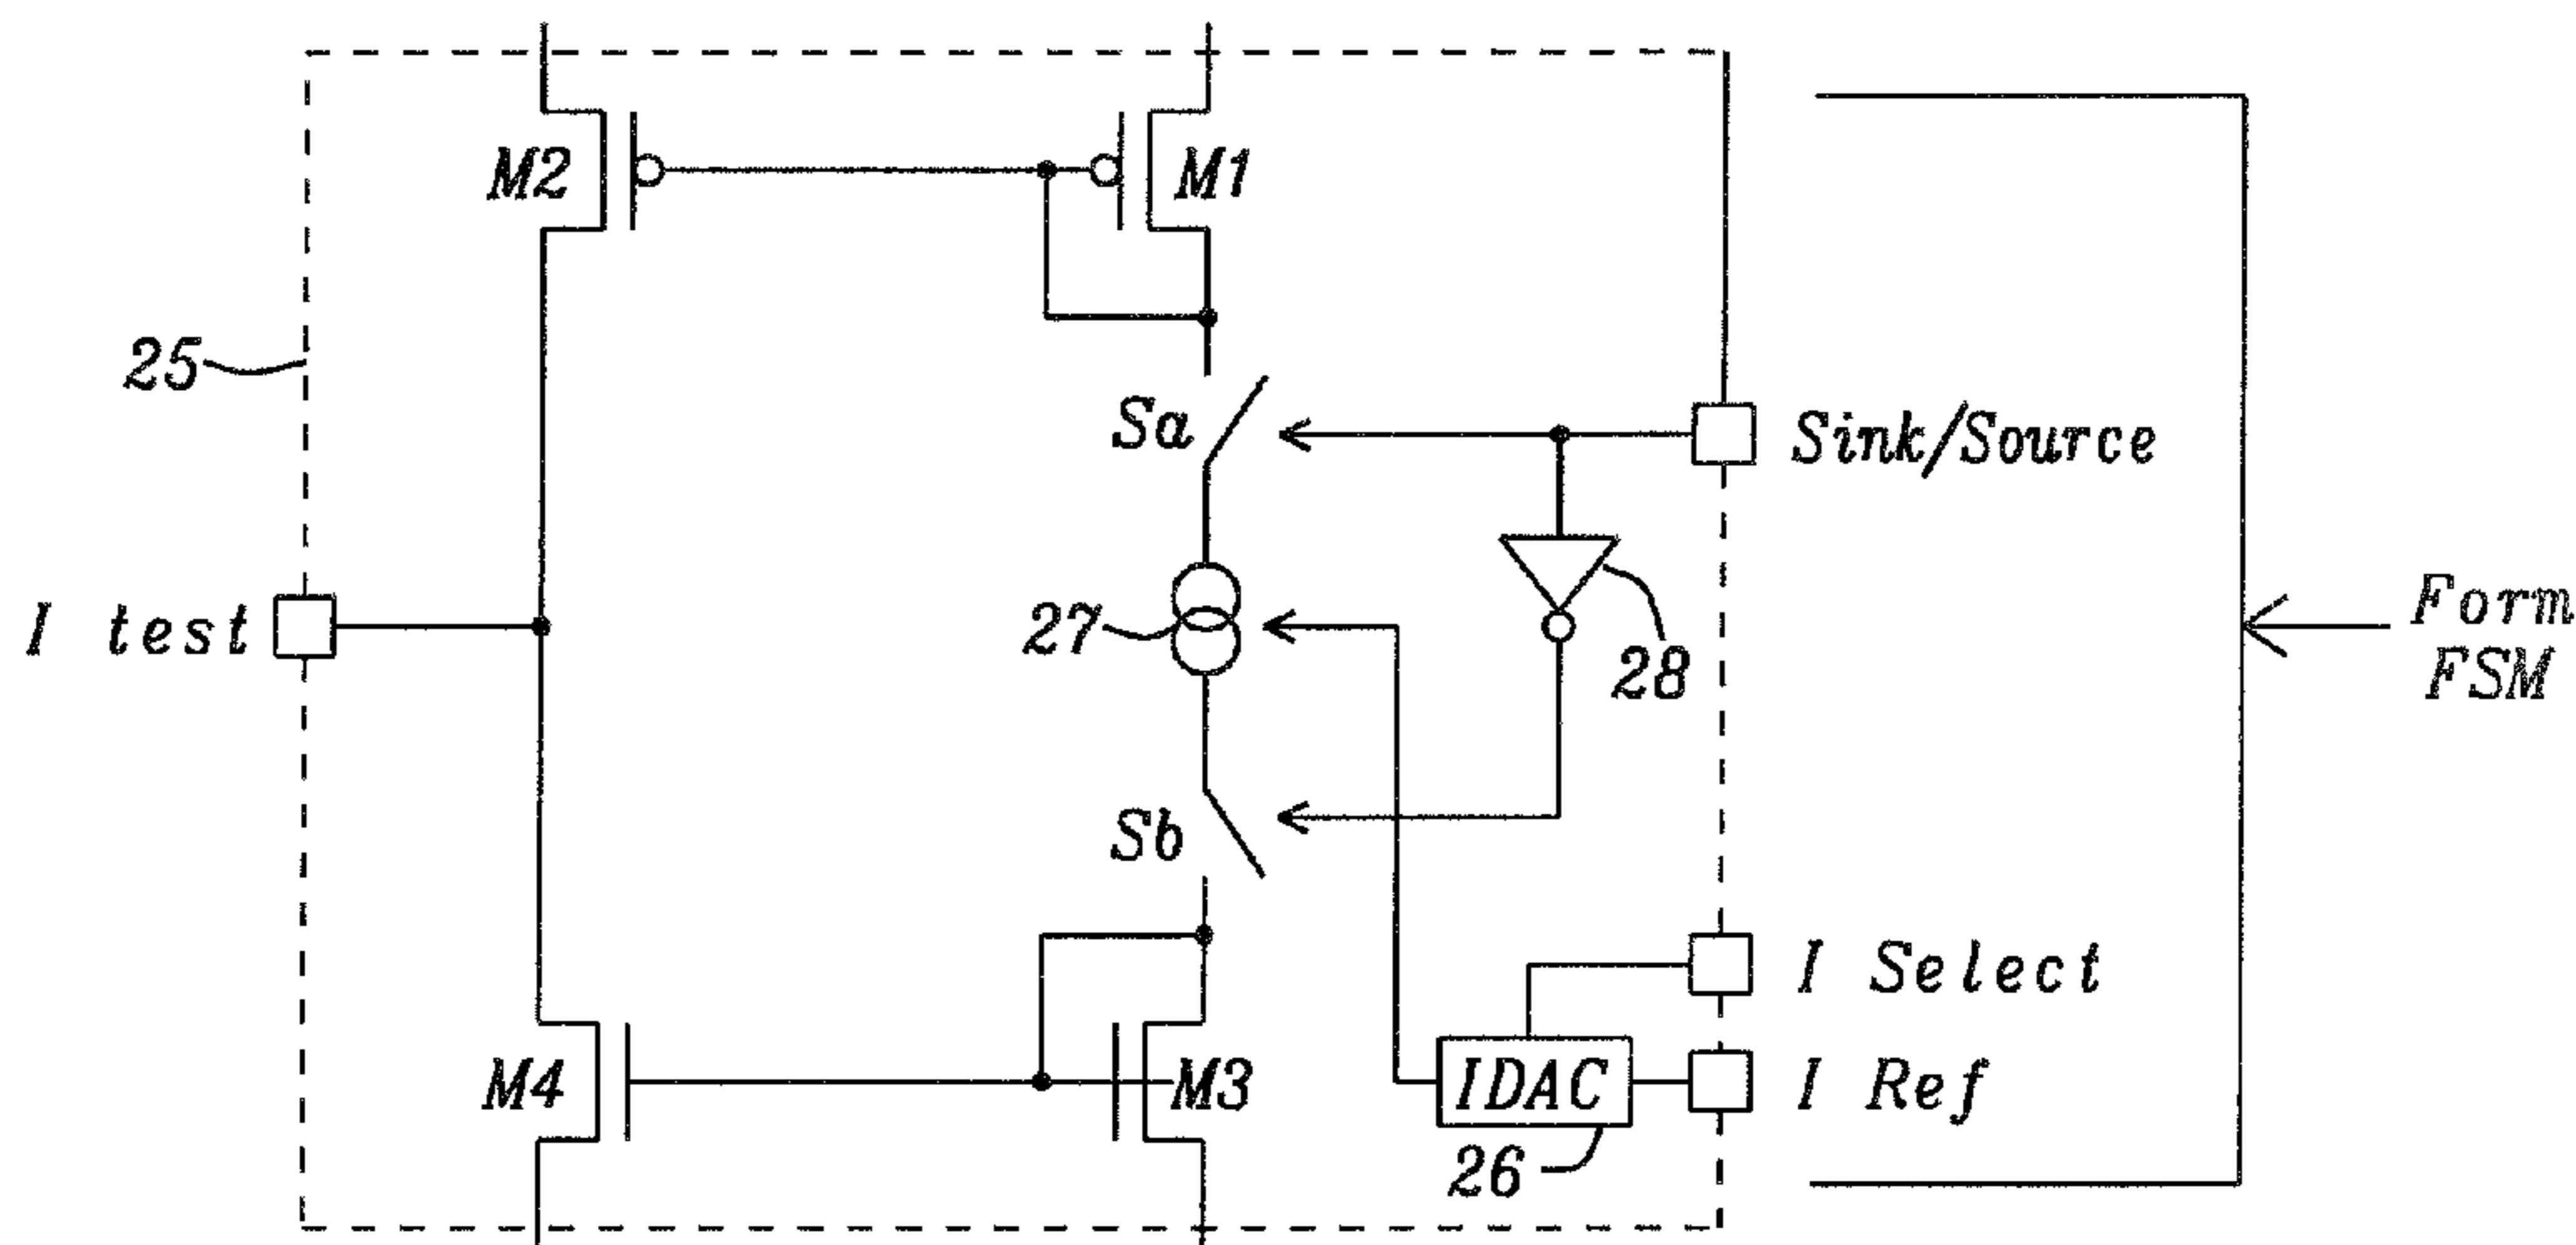 M2
M1
25
Sa
Sink/Source
I test
27
28
Form
FSM
Sb
I Select
M4
M3
IDAC
I Ref
26